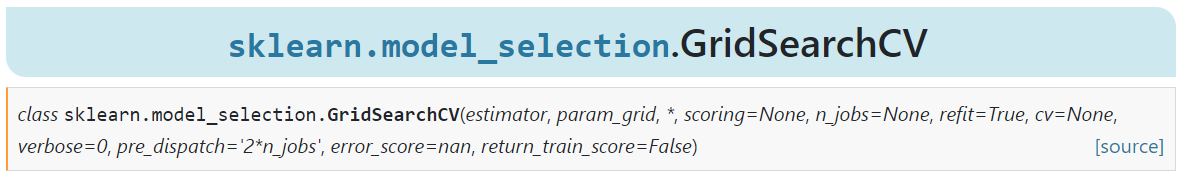 sklearn.model_selection.GridSearchCV
class sklearn.model_selection.GridSearchCV(estimator, param_grid, *, scoring=None, n_jobs=None, refit=True, cv=None,
verbose=0, pre_dispatch='2*n_jobs', error_score=nan, return_train_score=False) [source]